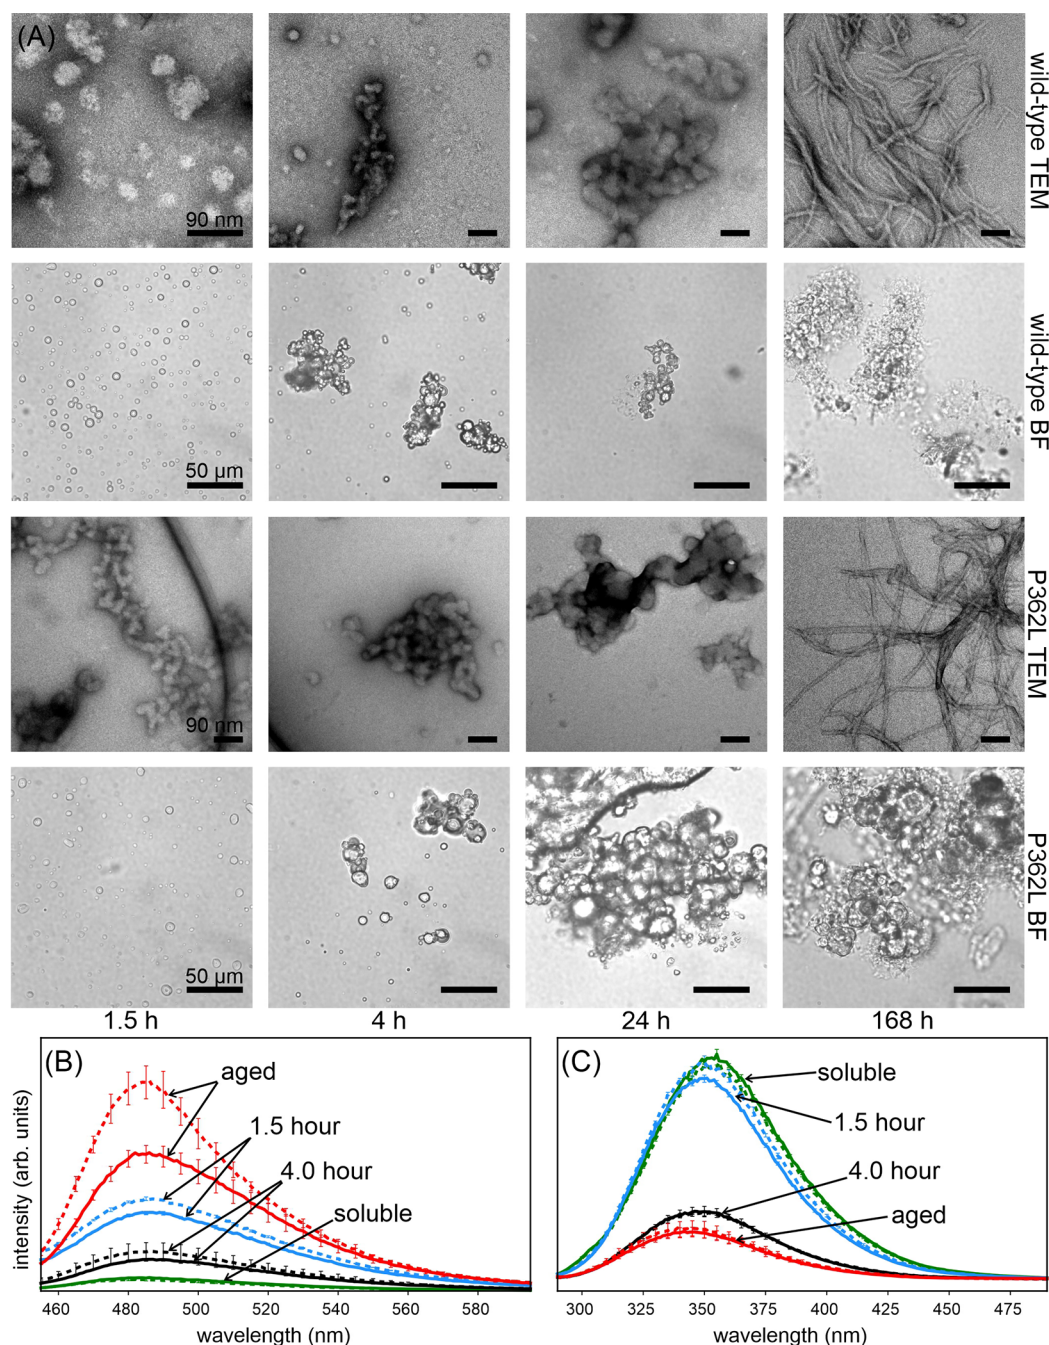 (A)
90 nm
wild-type TEM
50 µm
wild-type BF
90 nm
P362L TEM
50 µm
P362L BF
1.5 h 4 h 24 h 168 h
(B)
aged
1.5 hour
4.0 hour
soluble
intensity (arb. units)
460 480 500 520 540 560 580
wavelength (nm)
(C)
soluble
1.5 hour
4.0 hour
aged
300 325 350 375 400 425 450 475
wavelength (nm)